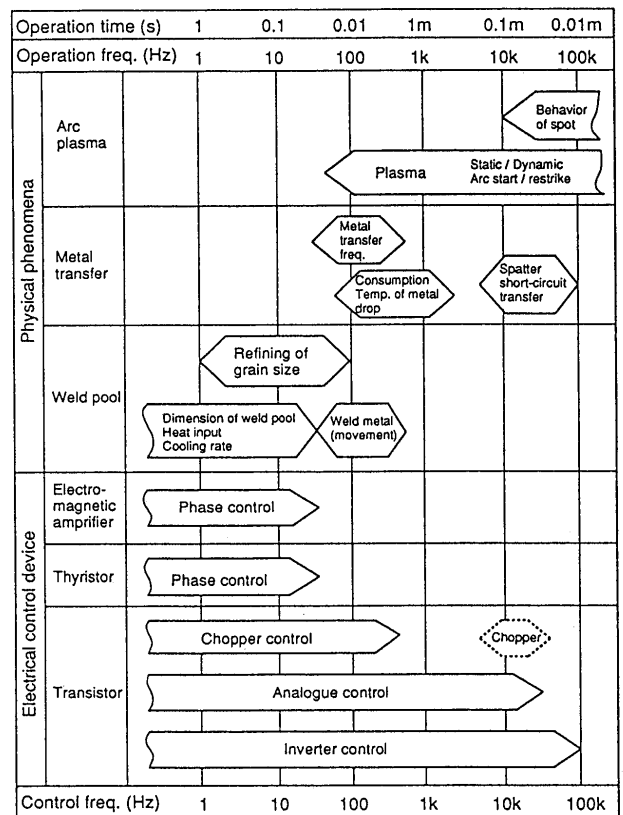 Operation time (s) 1 0.1 0.01 1m 0.1m 0.01m
Operation freq. (Hz) 1 10 100 1k 10k 100k
Physical phenomena
Arc
plasma
Behavior
of spot
Plasma
Static / Dynamic
Arc start / restrike
Metal
transfer
Metal
transfer
freq.
Consumption
Temp. of metal
drop
Spatter
short-circuit
transfer
Weld pool
Refining of
grain size
Dimension of weld pool
Heat input
Cooling rate
Weld metal
(movement)
Electrical control device
Electro-
magnetic
amprifier
Phase control
Thyristor
Phase control
Transistor
Chopper control
Chopper
Analogue control
Inverter control
Control freq. (Hz) 1 10 100 1k 10k 100k